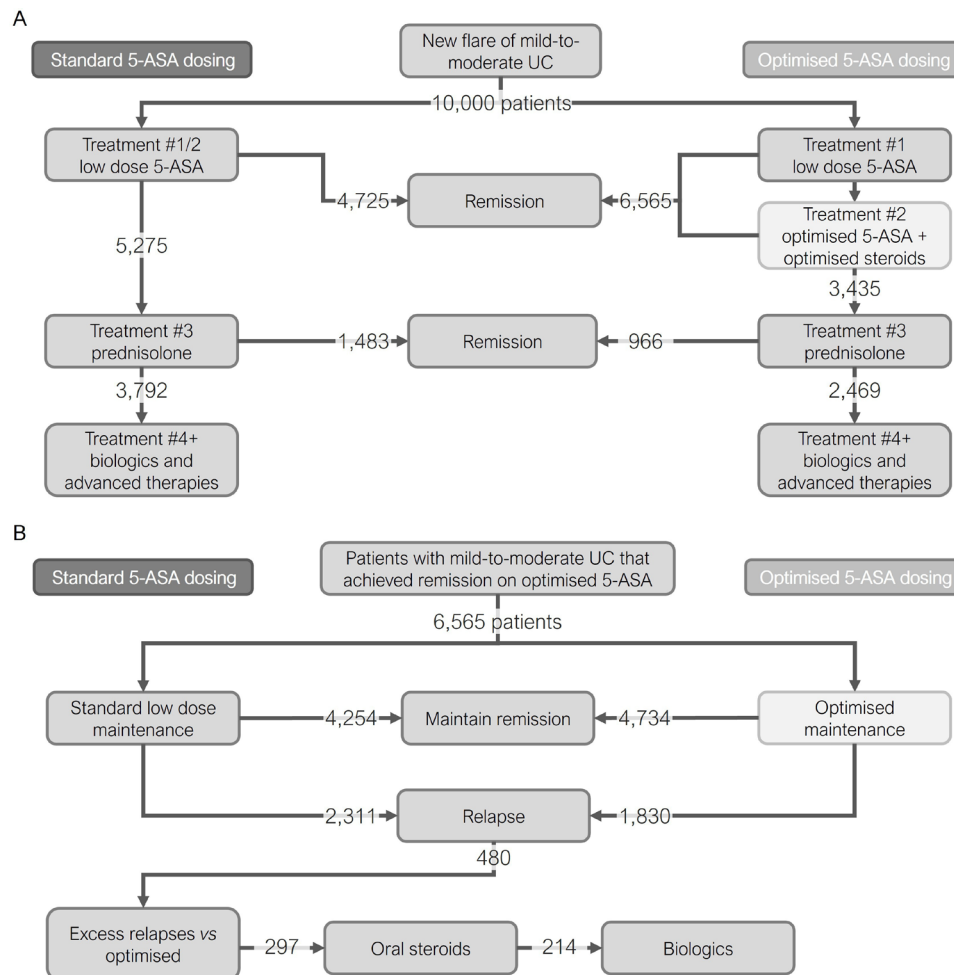 A
Standard 5-ASA dosing
New flare of mild-to-
moderate UC
Optimised 5-ASA dosing
10,000 patients
Treatment #1/2
low dose 5-ASA
Treatment #1
low dose 5-ASA
4,725
Remission
6,565
Treatment #2
optimised 5-ASA +
optimised steroids
5,275
3,435
Treatment #3
prednisolone
1,483
Remission
966
Treatment #3
prednisolone
3,792
2,469
Treatment #4+
biologics and
advanced therapies
Treatment #4+
biologics and
advanced therapies
B
Standard 5-ASA dosing
Patients with mild-to-moderate UC that
achieved remission on optimised 5-ASA
Optimised 5-ASA dosing
6,565 patients
Standard low dose
maintenance
4,254
Maintain remission
4,734
Optimised
maintenance
2,311
Relapse
1,830
480
Excess relapses vs
optimised
297
Oral steroids
214
Biologics